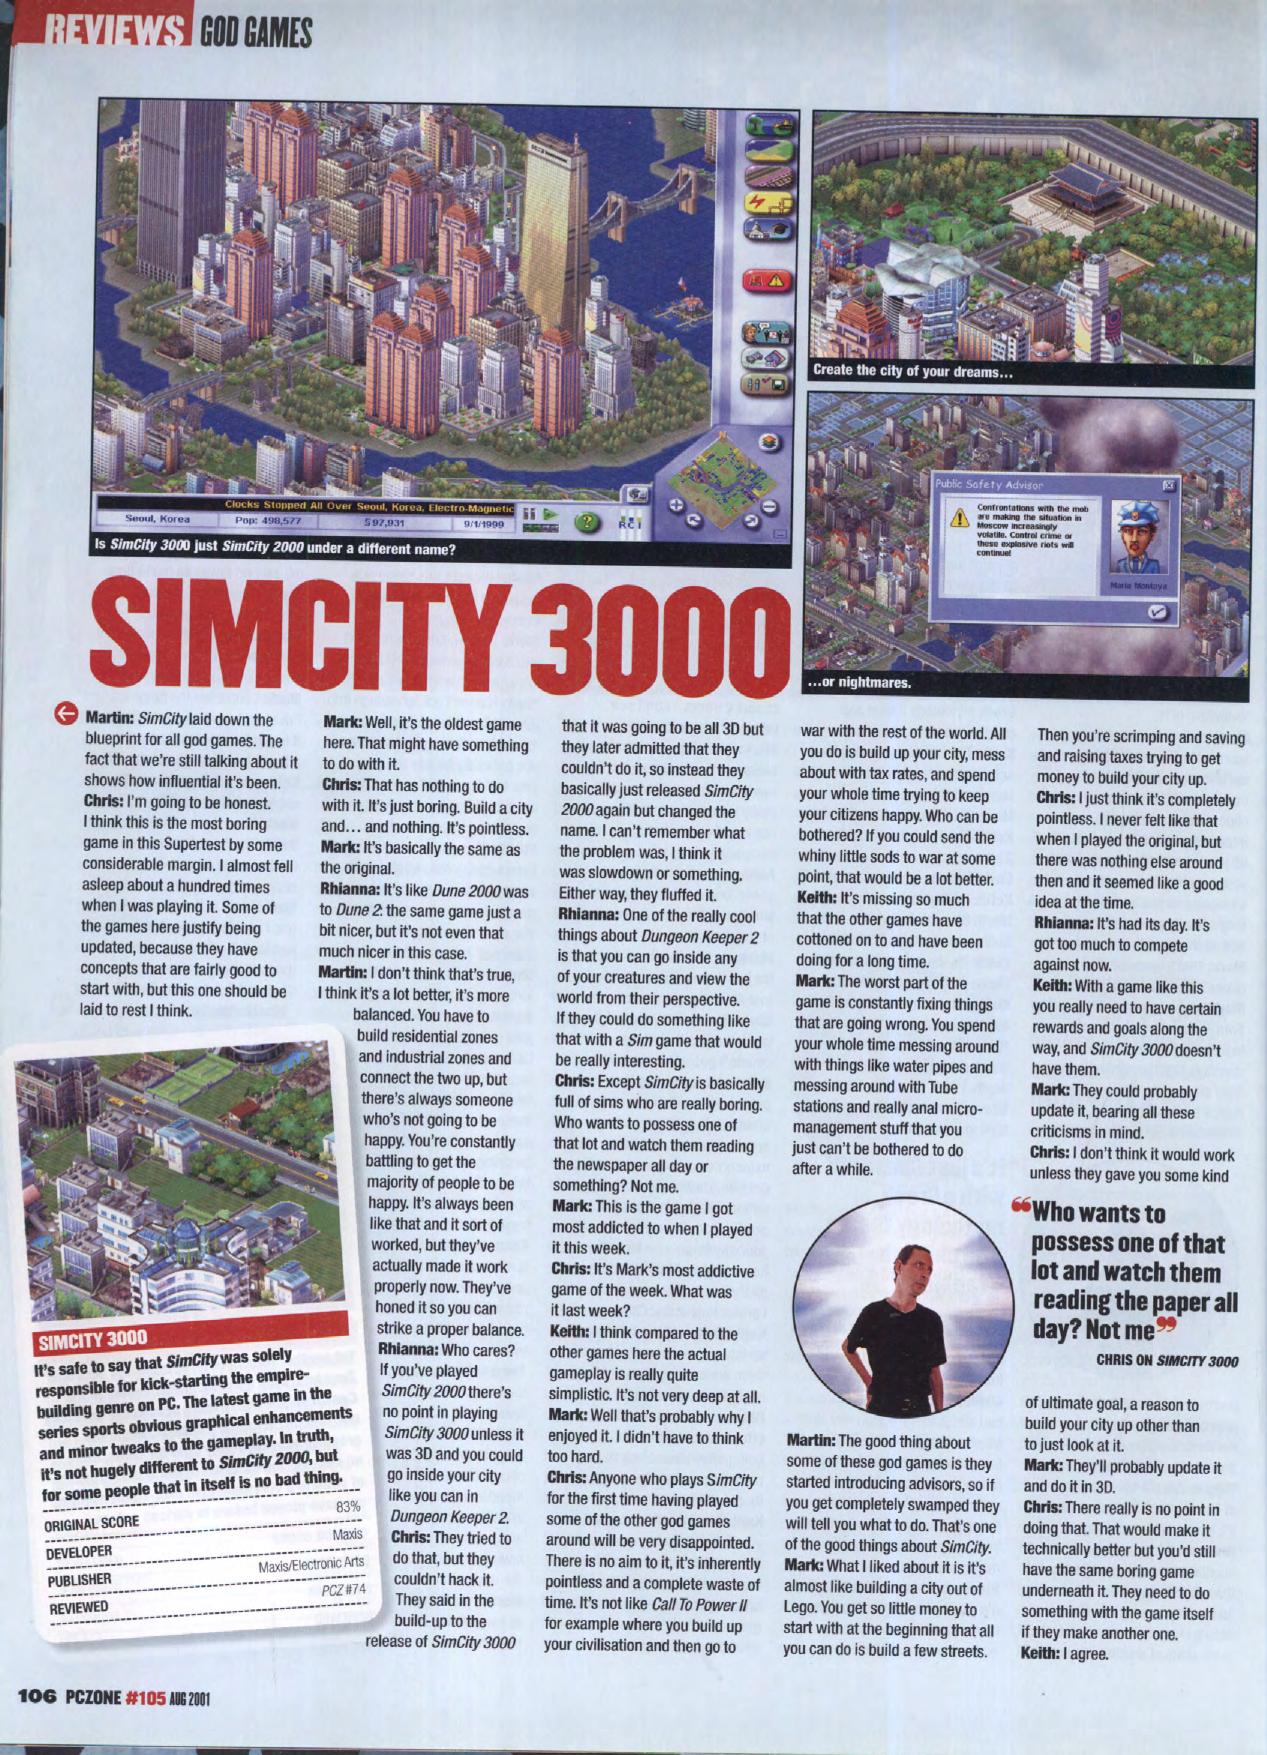 REVIEWS GOD GAMES
Clocks Stopped All Over Seoul, Korea, Electro-Magnetic
Seoul, Korea Pop: 498,577 §97,931 9/1/1999
RCI
Is SimCity 3000 just SimCity 2000 under a different name?
Create the city of your dreams...
Public Safety Advisor
Confrontations with the mob
are making the situation in
Moscow increasingly
volatile. Control crime or
these explosive riots will
continue!
Maria Montoya
...or nightmares.
SIMCITY 3000
Martin: SimCity laid down the
blueprint for all god games. The
fact that we're still talking about it
shows how influential it's been.
Chris: I'm going to be honest.
I think this is the most boring
game in this Supertest by some
considerable margin. I almost fell
asleep about a hundred times
when I was playing it. Some of
the games here justify being
updated, because they have
concepts that are fairly good to
start with, but this one should be
laid to rest I think.
Mark: Well, it's the oldest game
here. That might have something
to do with it.
Chris: That has nothing to do
with it. It's just boring. Build a city
and... and nothing. It's pointless.
Mark: It's basically the same as
the original.
Rhianna: It's like Dune 2000 was
to Dune 2: the same game just a
bit nicer, but it's not even that
much nicer in this case.
Martin: I don't think that's true,
I think it's a lot better, it's more
balanced. You have to
build residential zones
and industrial zones and
connect the two up, but
there's always someone
who's not going to be
happy. You're constantly
battling to get the
majority of people to be
happy. It's always been
like that and it sort of
worked, but they've
actually made it work
properly now. They've
honed it so you can
strike a proper balance.
Rhianna: Who cares?
If you've played
SimCity 2000 there's
no point in playing
SimCity 3000 unless it
was 3D and you could
go inside your city
like you can in
Dungeon Keeper 2.
Chris: They tried to
do that, but they
couldn't hack it.
They said in the
build-up to the
release of SimCity 3000
that it was going to be all 3D but
they later admitted that they
couldn't do it, so instead they
basically just released SimCity
2000 again but changed the
name. I can't remember what
the problem was, I think it
was slowdown or something.
Either way, they fluffed it.
Rhianna: One of the really cool
things about Dungeon Keeper 2
is that you can go inside any
of your creatures and view the
world from their perspective.
If they could do something like
that with a Sim game that would
be really interesting.
Chris: Except SimCity is basically
full of sims who are really boring.
Who wants to possess one of
that lot and watch them reading
the newspaper all day or
something? Not me.
Mark: This is the game I got
most addicted to when I played
it this week.
Chris: It's Mark's most addictive
game of the week. What was
it last week?
Keith: I think compared to the
other games here the actual
gameplay is really quite
simplistic. It's not very deep at all.
Mark: Well that's probably why I
enjoyed it. I didn't have to think
too hard.
Chris: Anyone who plays SimCity
for the first time having played
some of the other god games
around will be very disappointed.
There is no aim to it, it's inherently
pointless and a complete waste of
time. It's not like Call To Power II
for example where you build up
your civilisation and then go to
war with the rest of the world. All
you do is build up your city, mess
about with tax rates, and spend
your whole time trying to keep
your citizens happy. Who can be
bothered? If you could send the
whiny little sods to war at some
point, that would be a lot better.
Keith: It's missing so much
that the other games have
cottoned on to and have been
doing for a long time.
Mark: The worst part of the
game is constantly fixing things
that are going wrong. You spend
your whole time messing around
with things like water pipes and
messing around with Tube
stations and really anal micro-
management stuff that you
just can't be bothered to do
after a while.
Martin: The good thing about
some of these god games is they
started introducing advisors, so if
you get completely swamped they
will tell you what to do. That's one
of the good things about SimCity.
Mark: What I liked about it is it's
almost like building a city out of
Lego. You get so little money to
start with at the beginning that all
you can do is build a few streets.
Then you're scrimping and saving
and raising taxes trying to get
money to build your city up.
Chris: I just think it's completely
pointless. I never felt like that
when I played the original, but
there was nothing else around
then and it seemed like a good
idea at the time.
Rhianna: It's had its day. It's
got too much to compete
against now.
Keith: With a game like this
you really need to have certain
rewards and goals along the
way, and SimCity 3000 doesn't
have them.
Mark: They could probably
update it, bearing all these
criticisms in mind.
Chris: I don't think it would work
unless they gave you some kind
“Who wants to
possess one of that
lot and watch them
reading the paper all
day? Not me”
CHRIS ON SIMCITY 3000
of ultimate goal, a reason to
build your city up other than
to just look at it.
Mark: They'll probably update it
and do it in 3D.
Chris: There really is no point in
doing that. That would make it
technically better but you'd still
have the same boring game
underneath it. They need to do
something with the game itself
if they make another one.
Keith: I agree.
SIMCITY 3000
It's safe to say that SimCity was solely
responsible for kick-starting the empire-
building genre on PC. The latest game in the
series sports obvious graphical enhancements
and minor tweaks to the gameplay. In truth,
it's not hugely different to SimCity 2000, but
for some people that in itself is no bad thing.
ORIGINAL SCORE 83%
DEVELOPER Maxis
PUBLISHER Maxis/Electronic Arts
REVIEWED PCZ #74
106 PCZONE #105 AUG 2001